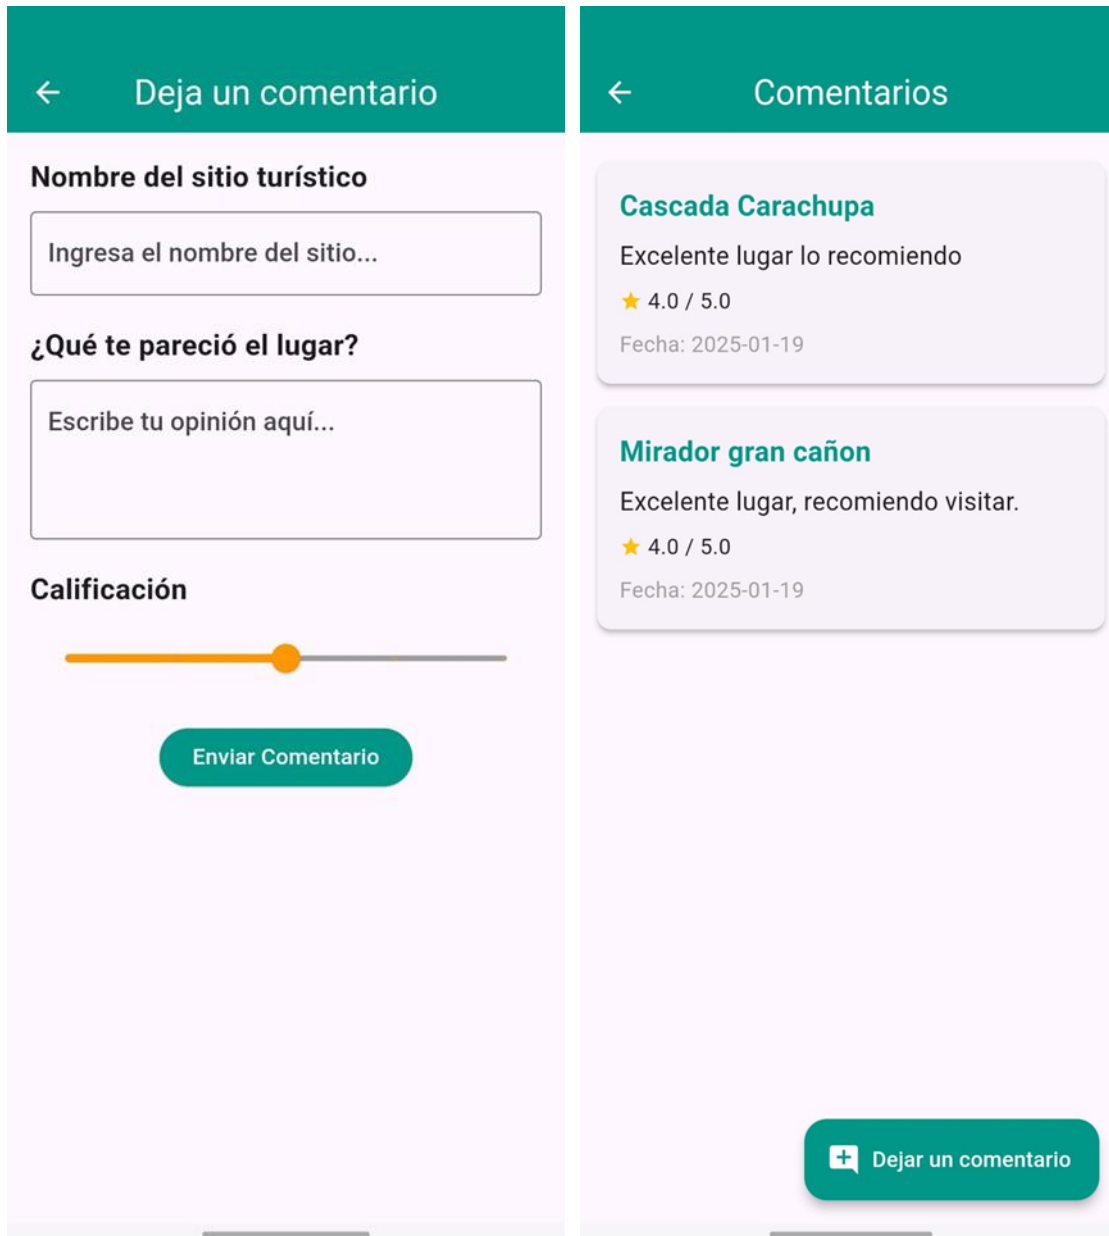 Deja un comentario
Nombre del sitio turístico
Ingresa el nombre del sitio...
¿Qué te pareció el lugar?
Escribe tu opinión aquí...
Calificación
Enviar Comentario
Comentarios
Cascada Carachupa
Excelente lugar lo recomiendo
4.0 / 5.0
Fecha: 2025-01-19
Mirador gran cañon
Excelente lugar, recomiendo visitar.
4.0 / 5.0
Fecha: 2025-01-19
Dejar un comentario